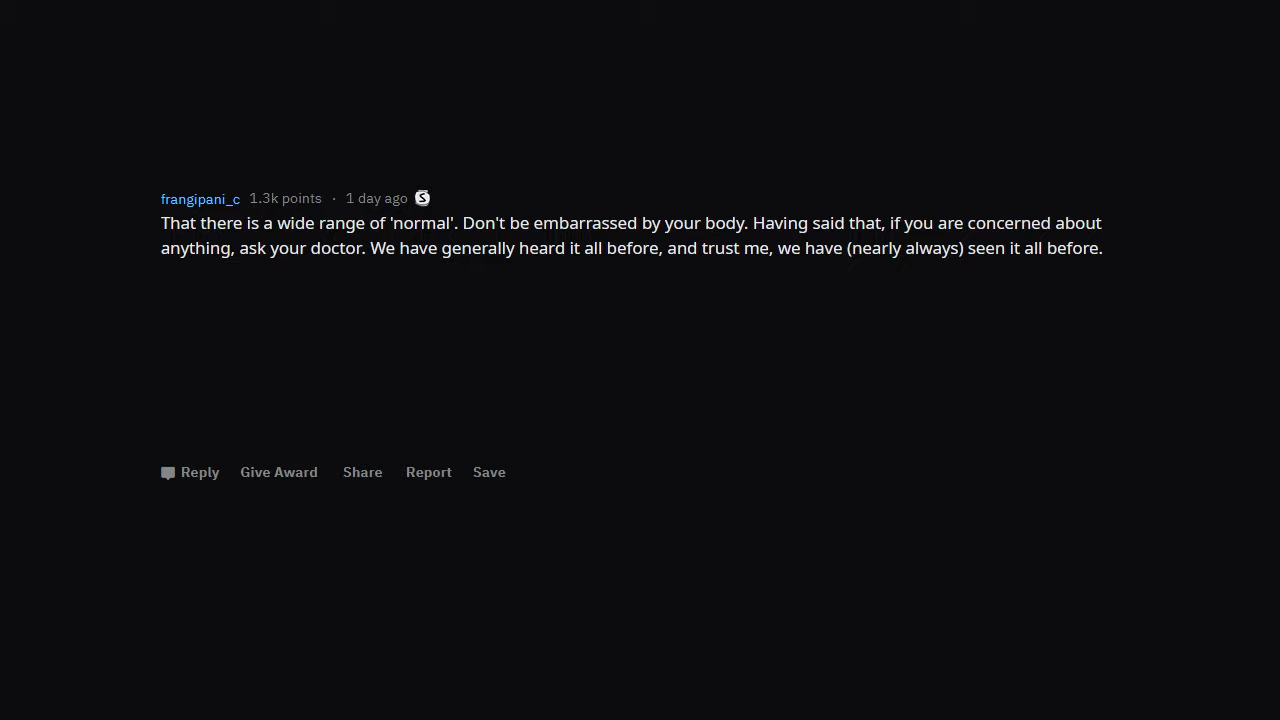 frangipani_c 1.3k points · 1 day ago S
That there is a wide range of 'normal'. Don't be embarrassed by your body. Having said that, if you are concerned about
anything, ask your doctor. We have generally heard it all before, and trust me, we have (nearly always) seen it all before.
Reply Give Award Share Report Save